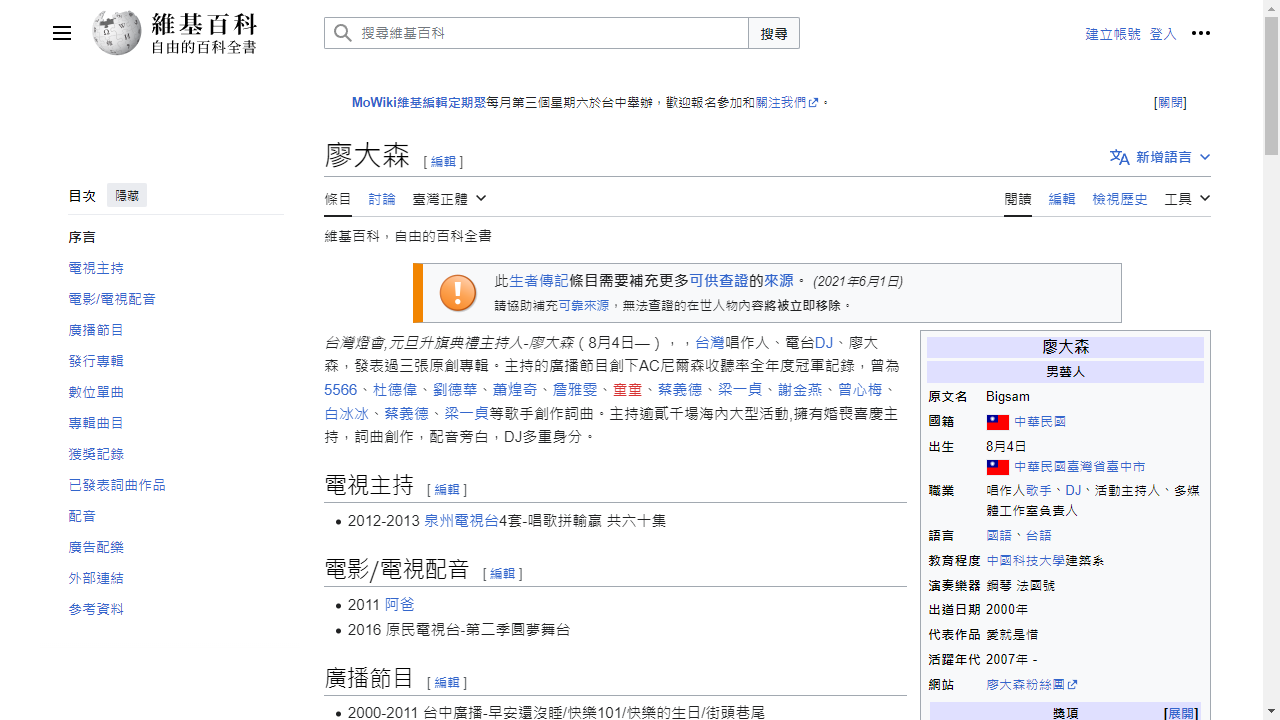 維基百科
自由的百科全書
搜尋維基百科
搜尋
建立帳號 登入
MoWiki維基編輯定期聚每月第三個星期六於台中舉辦，歡迎報名參加和關注我們。
[關閉]
廖大森 [ 編輯 ]
新增語言
目次 隱藏
條目 討論 臺灣正體
閱讀 編輯 檢視歷史 工具
序言
電視主持
電影/電視配音
廣播節目
發行專輯
數位單曲
專輯曲目
獲獎記錄
已發表詞曲作品
配音
廣告配樂
外部連結
參考資料
維基百科，自由的百科全書
此生者傳記條目需要補充更多可供查證的來源。 (2021年6月1日)
請協助補充可靠來源，無法查證的在世人物內容將被立即移除。
台灣燈會,元旦升旗典禮主持人-廖大森（8月4日—），，台灣唱作人、電台DJ、廖大
森，發表過三張原創專輯。主持的廣播節目創下AC尼爾森收聽率全年度冠軍記錄，曾為
5566、杜德偉、劉德華、蕭煌奇、詹雅雯、童童、蔡義德、梁一貞、謝金燕、曾心梅、
白冰冰、蔡義德、梁一貞等歌手創作詞曲。主持逾貳千場海內大型活動,擁有婚喪喜慶主
持，詞曲創作，配音旁白，DJ多重身分。
電視主持 [ 編輯 ]
2012-2013 泉州電視台4套-唱歌拼輸贏 共六十集
電影/電視配音 [ 編輯 ]
2011 阿爸
2016 原民電視台-第二季圓夢舞台
廣播節目 [ 編輯 ]
2000-2011 台中廣播-早安還沒睡/快樂101/快樂的生日/街頭巷尾
廖大森
男藝人
原文名 Bigsam
國籍 中華民國
出生 8月4日
中華民國臺灣省臺中市
職業 唱作人歌手、DJ、活動主持人、多媒
體工作室負責人
語言 國語、台語
教育程度 中國科技大學建築系
演奏樂器 鋼琴 法國號
出道日期 2000年
代表作品 愛就是惜
活躍年代 2007年 -
網站 廖大森粉絲團
獎項 [展開]